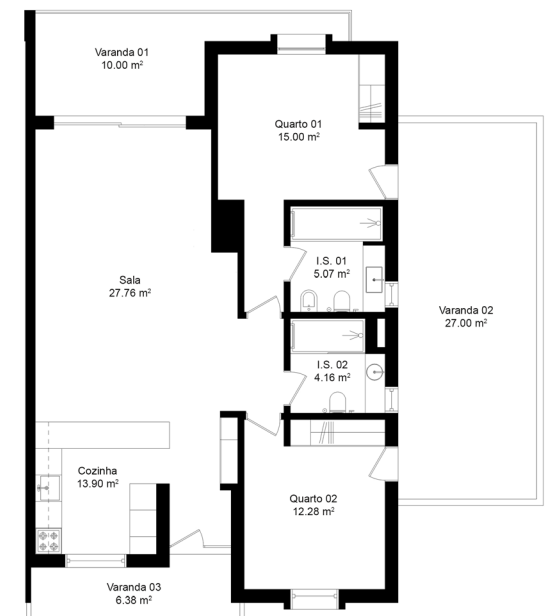 Varanda 01
10.00 m²
Quarto 01
15.00 m²
I.S. 01
5.07 m²
Sala
27.76 m²
Varanda 02
27.00 m²
I.S. 02
4.16 m²
Cozinha
13.90 m²
Quarto 02
12.28 m²
Varanda 03
6.38 m²